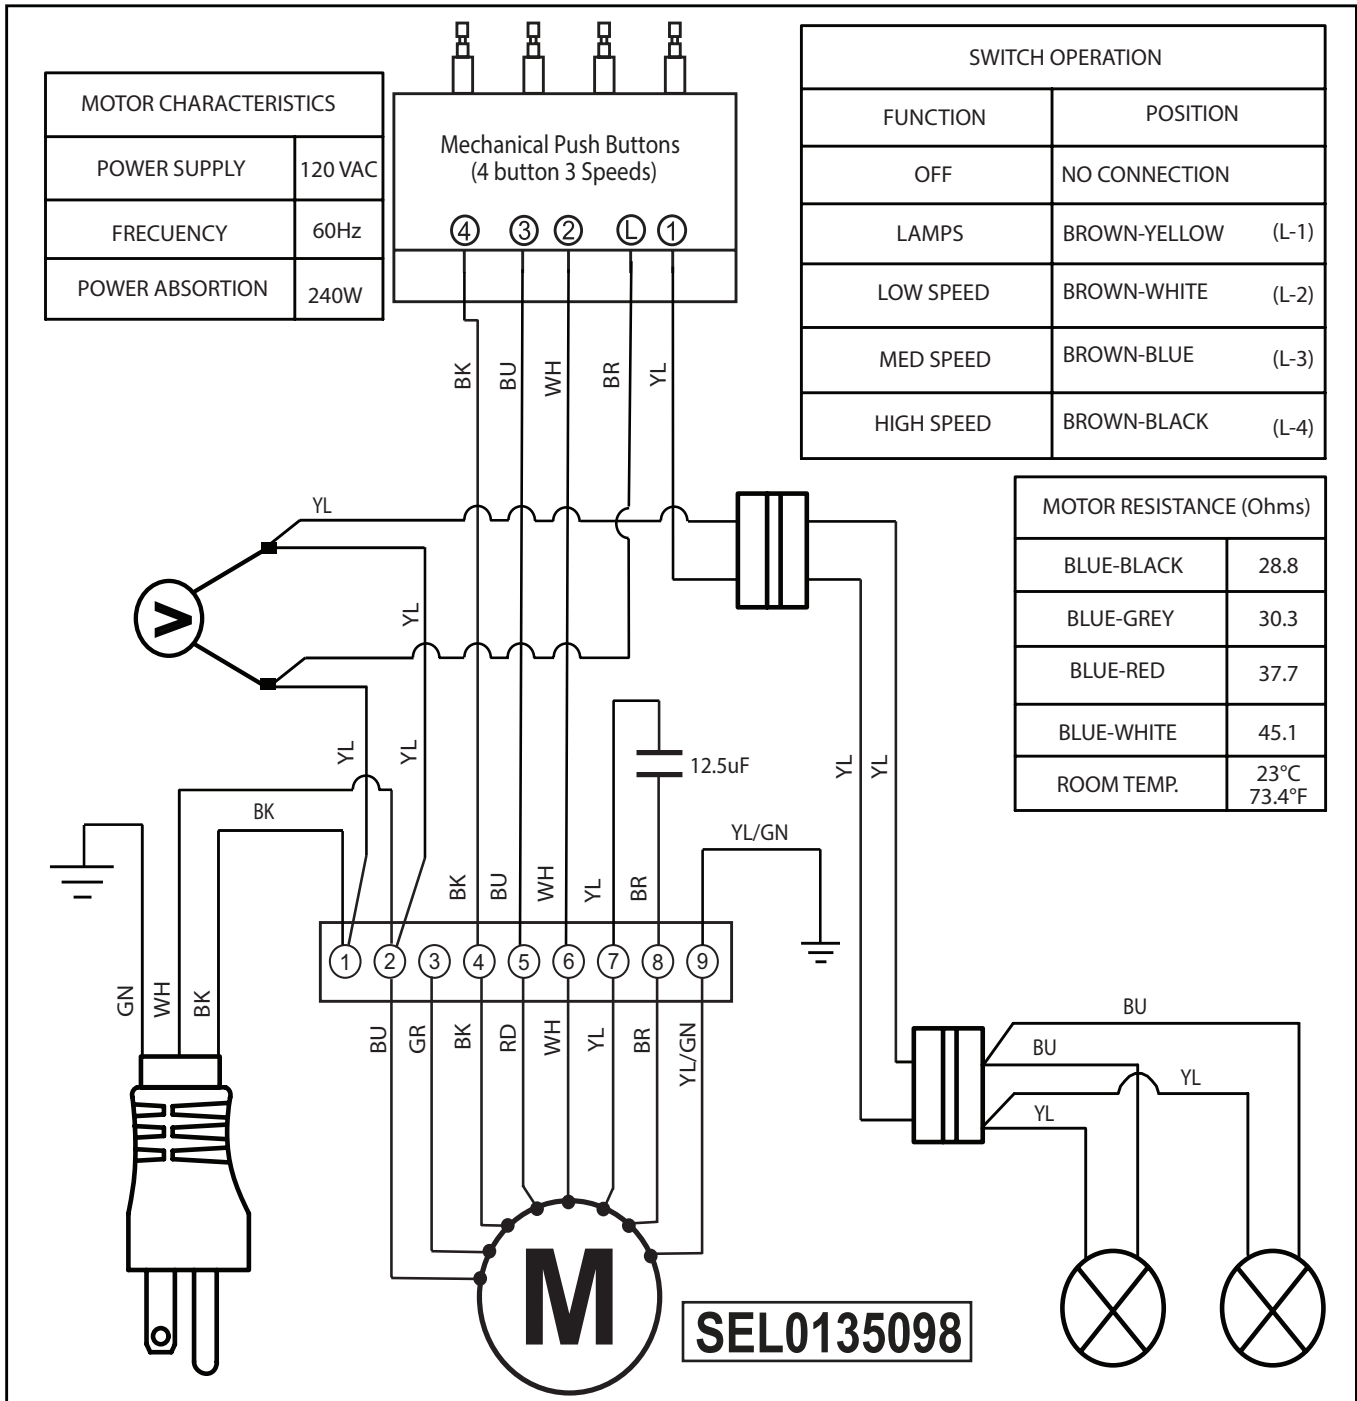 MOTOR CHARACTERISTICS
POWER SUPPLY 120 VAC
FRECUENCY 60Hz
POWER ABSORTION 240W
Mechanical Push Buttons
(4 button 3 Speeds)
4 3 2 L 1
SWITCH OPERATION
FUNCTION POSITION
OFF NO CONNECTION
LAMPS BROWN-YELLOW (L-1)
LOW SPEED BROWN-WHITE (L-2)
MED SPEED BROWN-BLUE (L-3)
HIGH SPEED BROWN-BLACK (L-4)
BK BU WH BR YL
MOTOR RESISTANCE (Ohms)
BLUE-BLACK 28.8
BLUE-GREY 30.3
BLUE-RED 37.7
BLUE-WHITE 45.1
ROOM TEMP. 23°C
73.4°F
YL
YL
V
YL YL
12.5uF
YL YL
BK
YL/GN
BK BU WH YL BR
1 2 3 4 5 6 7 8 9
GN WH BK
BU GR BK RD WH YL BR YL/GN
BU
BU
YL
YL
M
SEL0135098